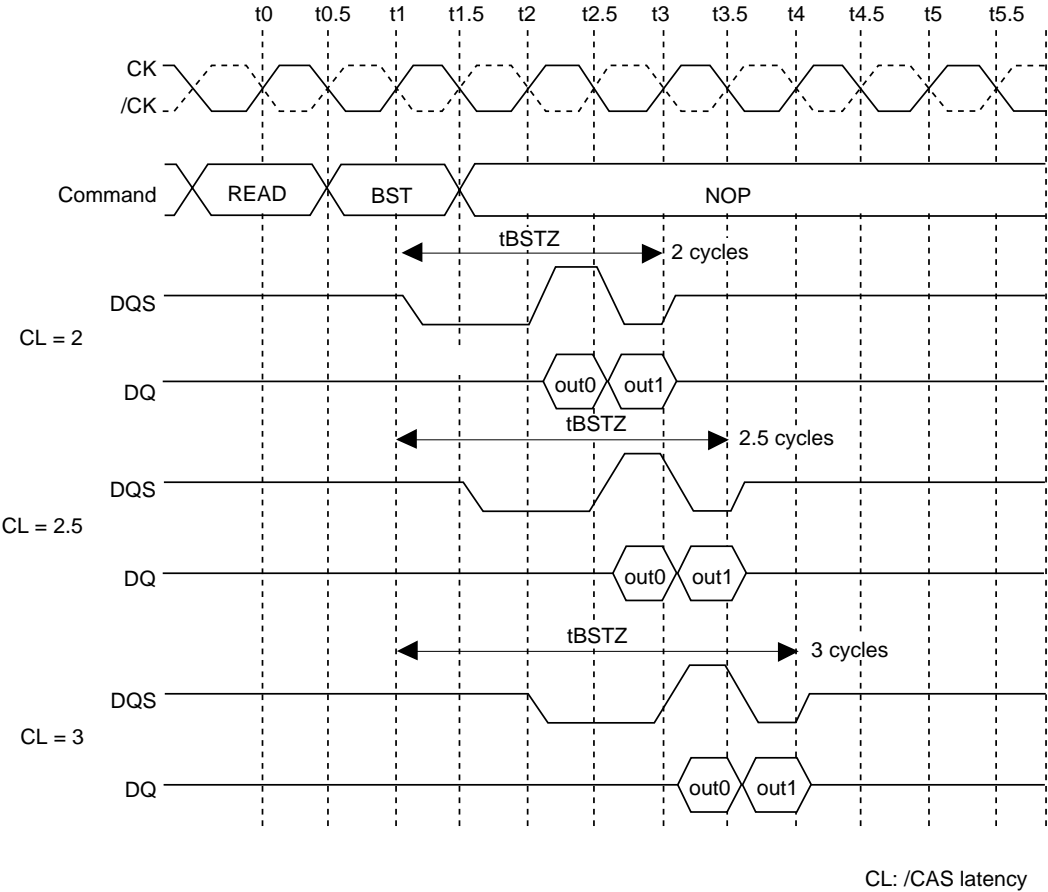 t0 t0.5 t1 t1.5 t2 t2.5 t3 t3.5 t4 t4.5 t5 t5.5
CK
/CK
Command READ BST NOP
tBSTZ 2 cycles
DQS
CL = 2
DQ out0 out1
tBSTZ 2.5 cycles
DQS
CL = 2.5
DQ out0 out1
tBSTZ 3 cycles
DQS
CL = 3
DQ out0 out1
CL: /CAS latency